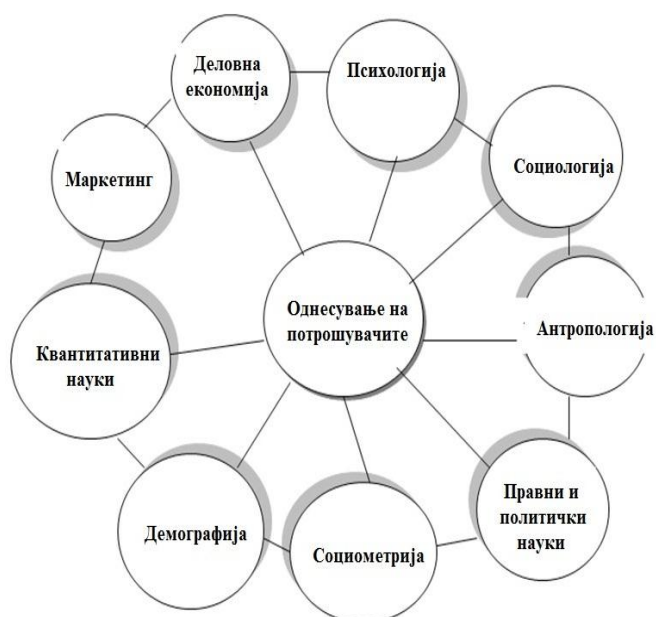 Деловна
економија
Психологија
Маркетинг
Социологија
Однесување на
потрошувачите
Антропологија
Квантитативни
науки
Правни и
политички
науки
Демографија
Социометрија